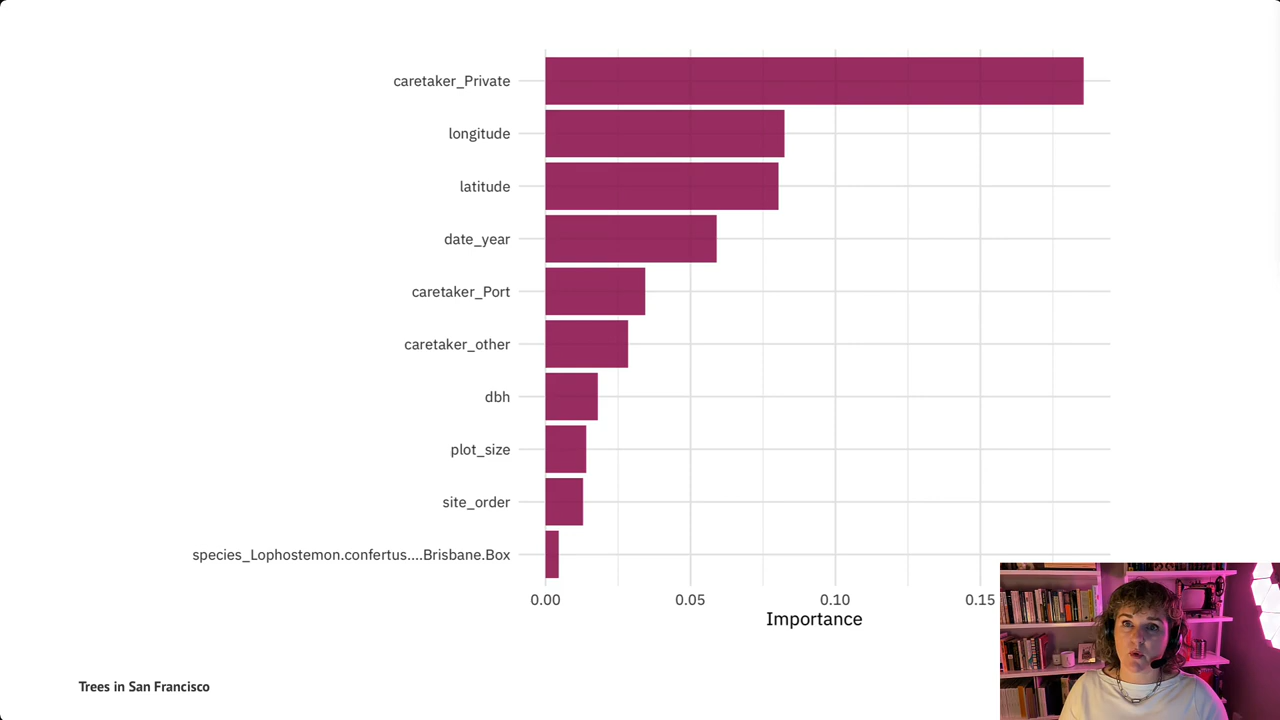 caretaker_Private
longitude
latitude
date_year
caretaker_Port
caretaker_other
dbh
plot_size
site_order
species_Lophostemon.confertus....Brisbane.Box
0.00 0.05 0.10 0.15
Importance
Trees in San Francisco